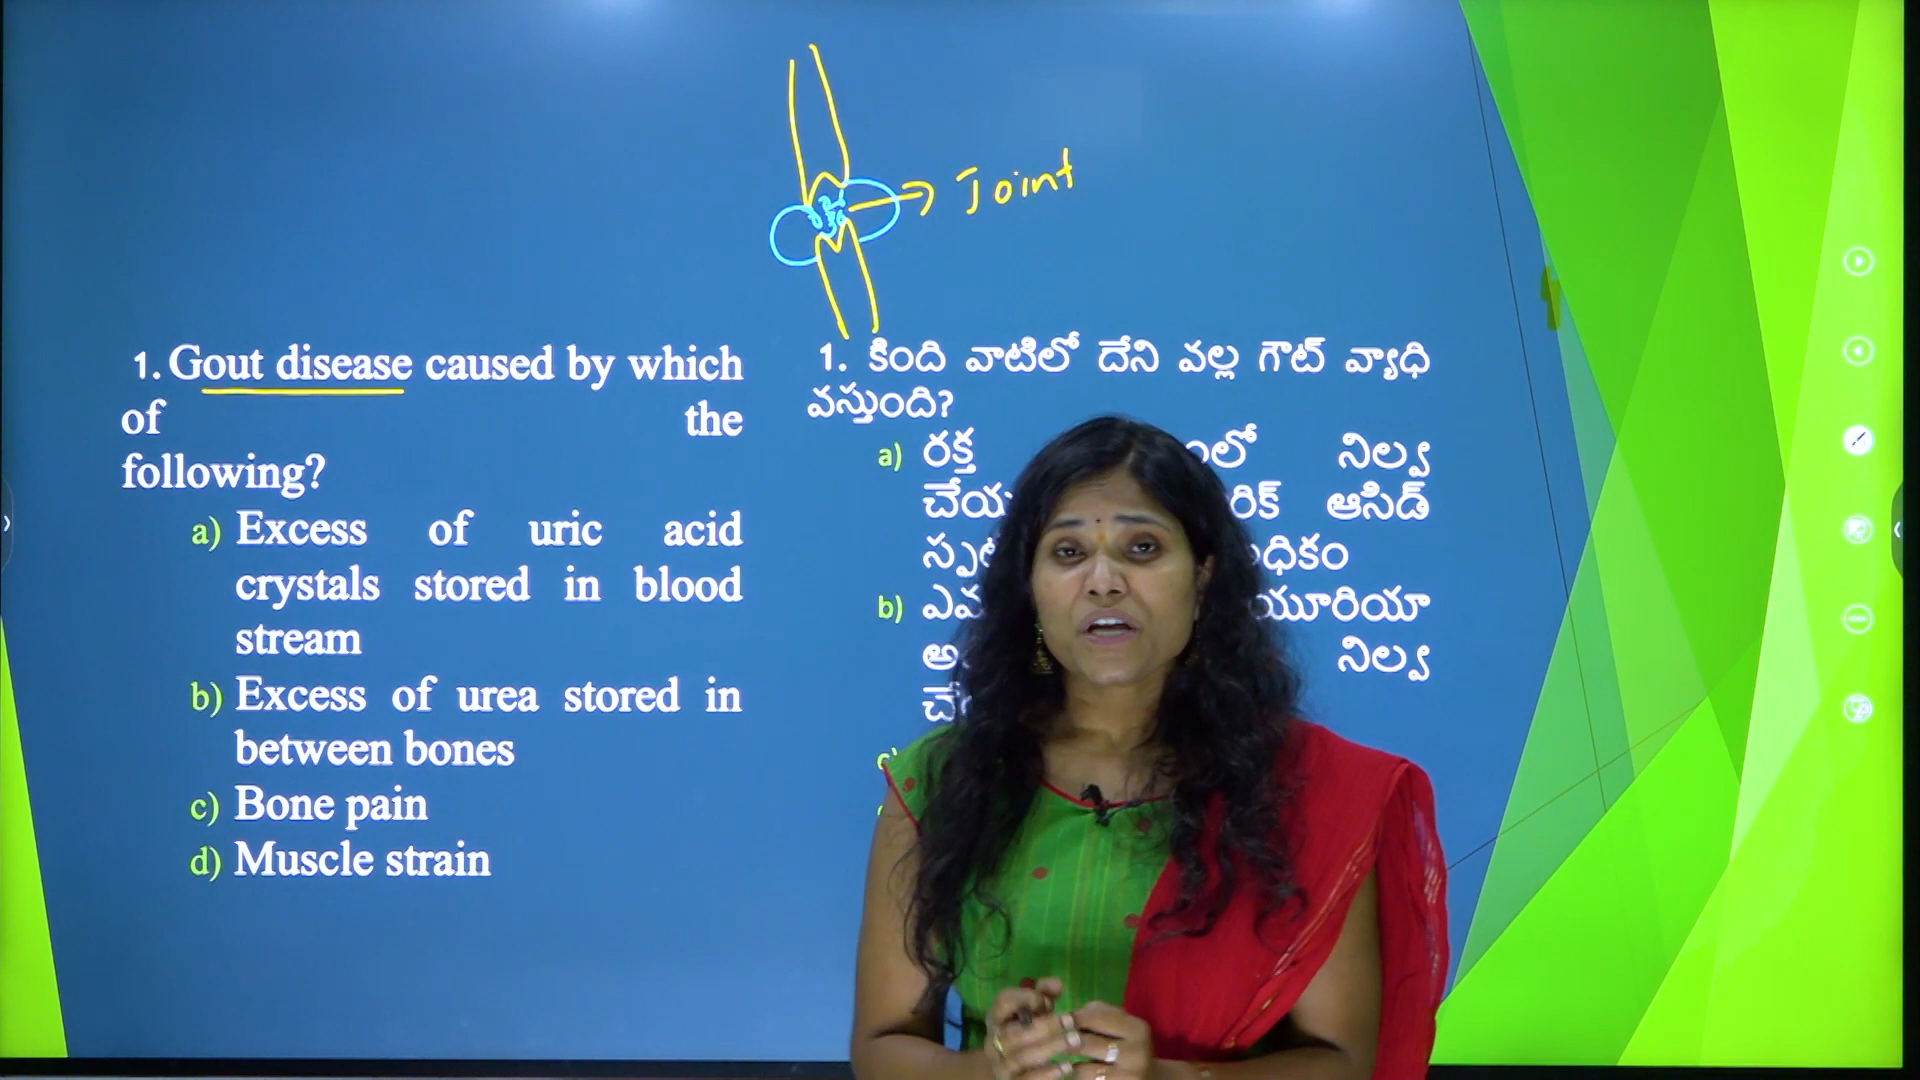 Joint
1. Gout disease caused by which
of the
following?
a) Excess of uric acid
crystals stored in blood
stream
b) Excess of urea stored in
between bones
c) Bone pain
d) Muscle strain
1. కింది వాటిలో దేని వల్ల గౌట్ వ్యాధి
వస్తుంది?
a) రక్త నిల్వ
ఆసిడ్
b) యూరియా
నిల్వ